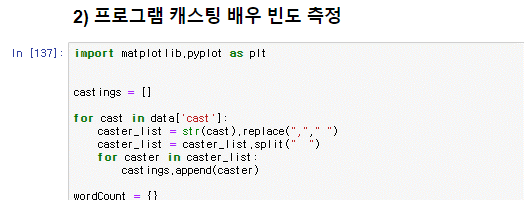 2) 프로그램 캐스팅 배우 빈도 측정
In [137]: import matplotlib.pyplot as plt
castings = []
for cast in data['cast']:
    caster_list = str(cast).replace(","," ")
    caster_list = caster_list.split("  ")
    for caster in caster_list:
        castings.append(caster)
wordCount = {}